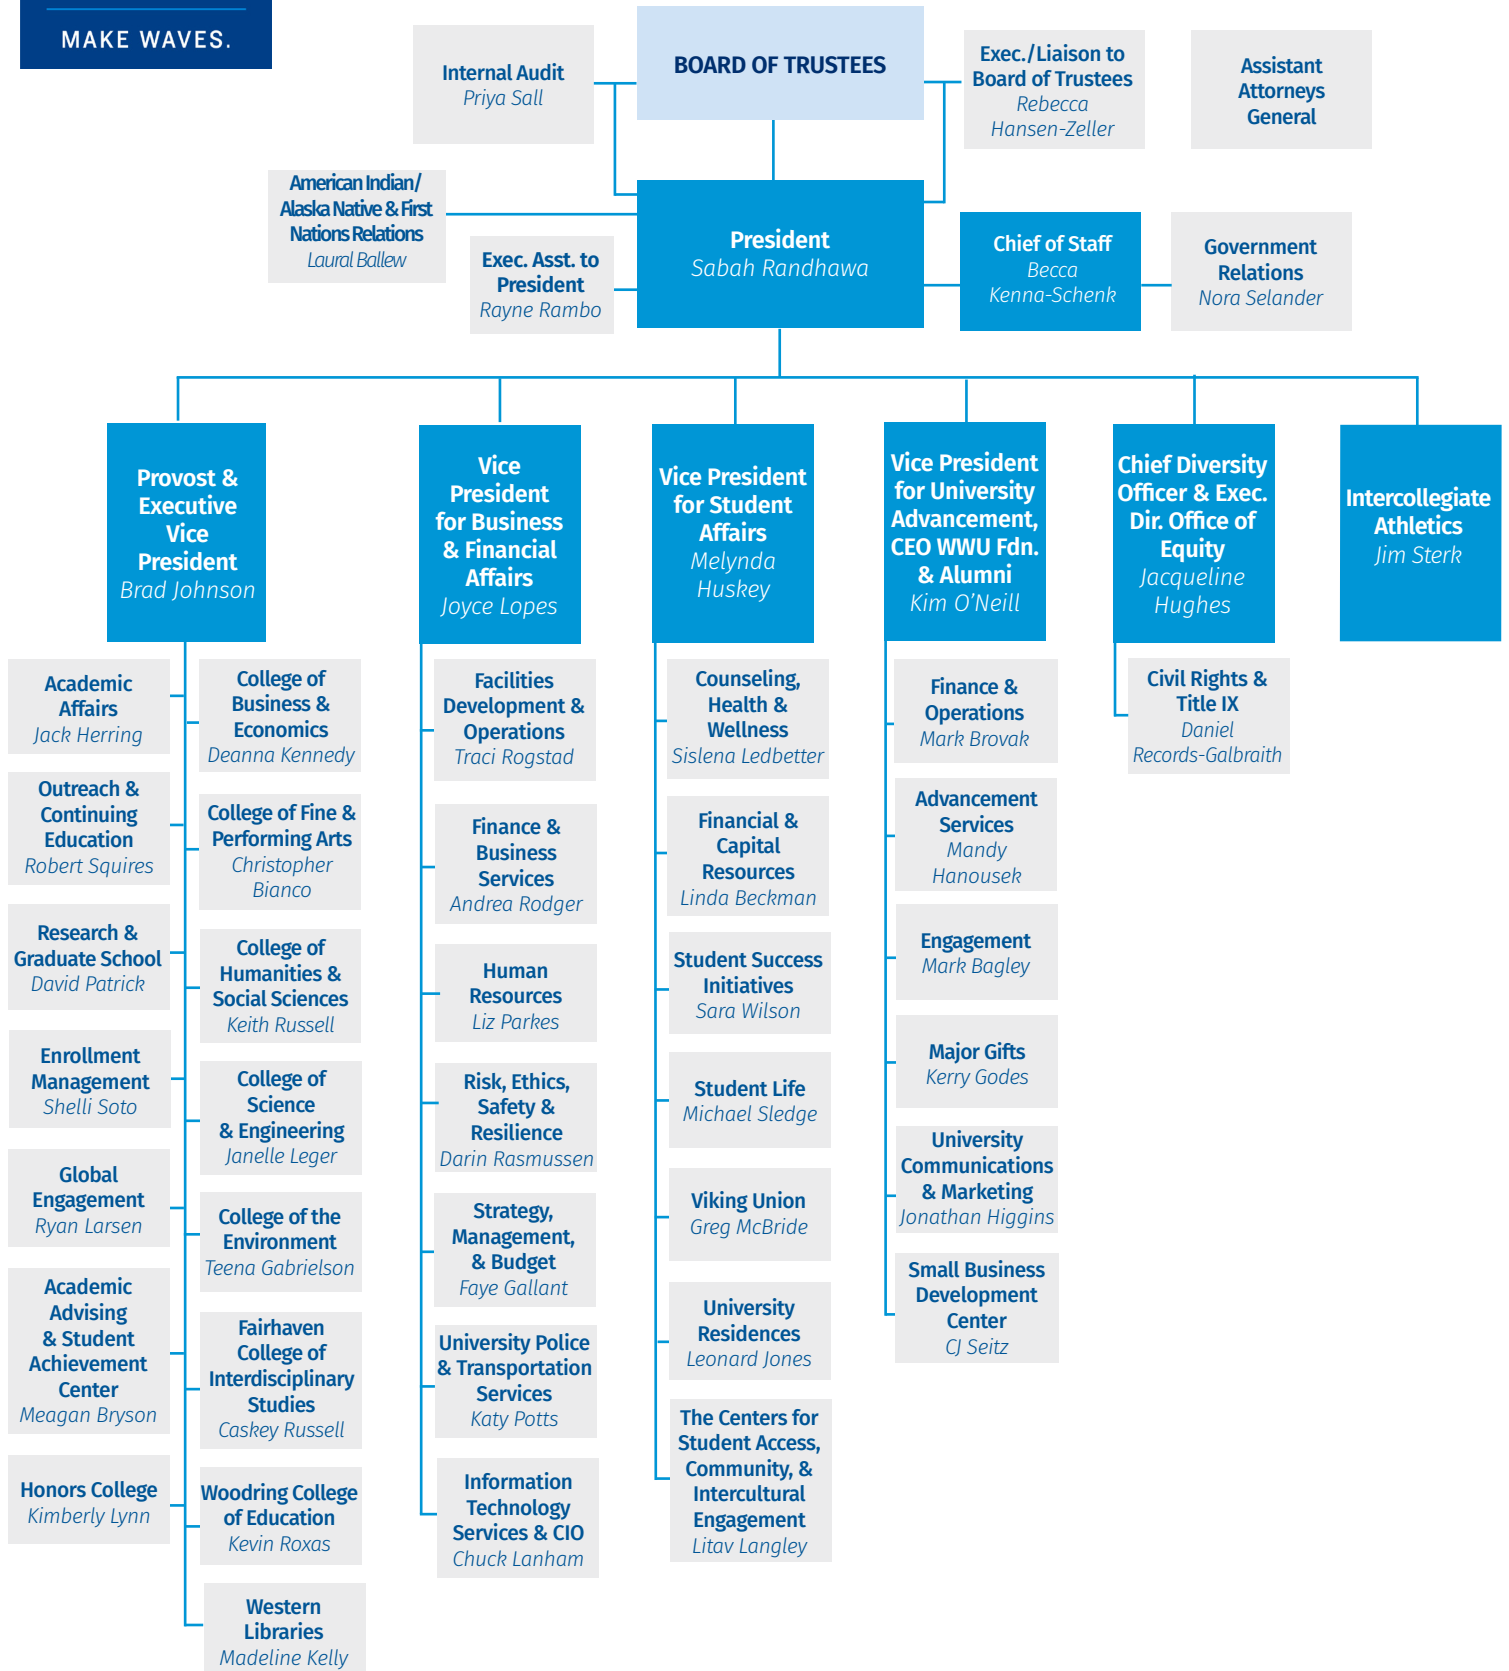 MAKE WAVES.
Internal Audit
Priya Sall
BOARD OF TRUSTEES
Exec./Liaison to
Board of Trustees
Rebecca
Hansen-Zeller
Assistant
Attorneys
General
American Indian/
Alaska Native & First
Nations Relations
Laural Ballew
Exec. Asst. to
President
Rayne Rambo
President
Sabah Randhawa
Chief of Staff
Becca
Kenna-Schenk
Government
Relations
Nora Selander
Provost &
Executive
Vice
President
Brad Johnson
Vice
President
for Business
& Financial
Affairs
Joyce Lopes
Vice President
for Student
Affairs
Melynda
Huskey
Vice President
for University
Advancement,
CEO WWU Fdn.
& Alumni
Kim O'Neill
Chief Diversity
Officer & Exec.
Dir. Office of
Equity
Jacqueline
Hughes
Intercollegiate
Athletics
Jim Sterk
Academic
Affairs
Jack Herring
Outreach &
Continuing
Education
Robert Squires
Research &
Graduate School
David Patrick
Enrollment
Management
Shelli Soto
Global
Engagement
Ryan Larsen
Academic
Advising
& Student
Achievement
Center
Meagan Bryson
Honors College
Kimberly Lynn
College of
Business &
Economics
Deanna Kennedy
College of Fine &
Performing Arts
Christopher
Bianco
College of
Humanities &
Social Sciences
Keith Russell
College of
Science
& Engineering
Janelle Leger
College of the
Environment
Teena Gabrielson
Fairhaven
College of
Interdisciplinary
Studies
Caskey Russell
Woodring College
of Education
Kevin Roxas
Western
Libraries
Madeline Kelly
Facilities
Development &
Operations
Traci Rogstad
Finance &
Business
Services
Andrea Rodger
Human
Resources
Liz Parkes
Risk, Ethics,
Safety &
Resilience
Darin Rasmussen
Strategy,
Management,
& Budget
Faye Gallant
University Police
& Transportation
Services
Katy Potts
Information
Technology
Services & CIO
Chuck Lanham
Counseling,
Health &
Wellness
Sislena Ledbetter
Financial &
Capital
Resources
Linda Beckman
Student Success
Initiatives
Sara Wilson
Student Life
Michael Sledge
Viking Union
Greg McBride
University
Residences
Leonard Jones
The Centers for
Student Access,
Community, &
Intercultural
Engagement
Litav Langley
Finance &
Operations
Mark Brovak
Advancement
Services
Mandy
Hanousek
Engagement
Mark Bagley
Major Gifts
Kerry Godes
University
Communications
& Marketing
Jonathan Higgins
Small Business
Development
Center
CJ Seitz
Civil Rights &
Title IX
Daniel
Records-Galbraith